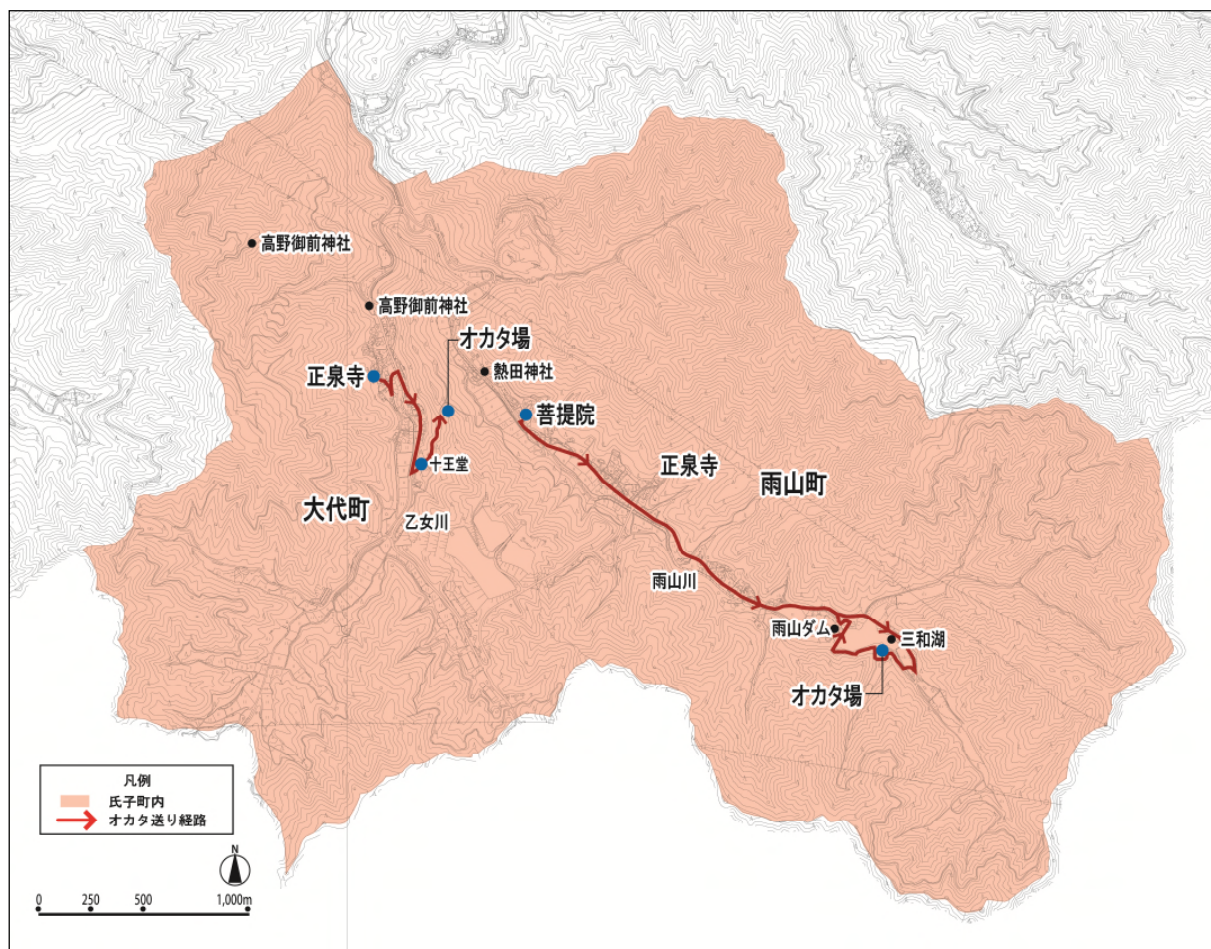 高野御前神社
高野御前神社
オカタ場
正泉寺
熱田神社
菩提院
十王堂
正泉寺
雨山町
大代町
乙女川
雨山川
雨山ダム
三和湖
オカタ場
凡例
氏子町内
オカタ送り経路
N
0 250 500 1,000m